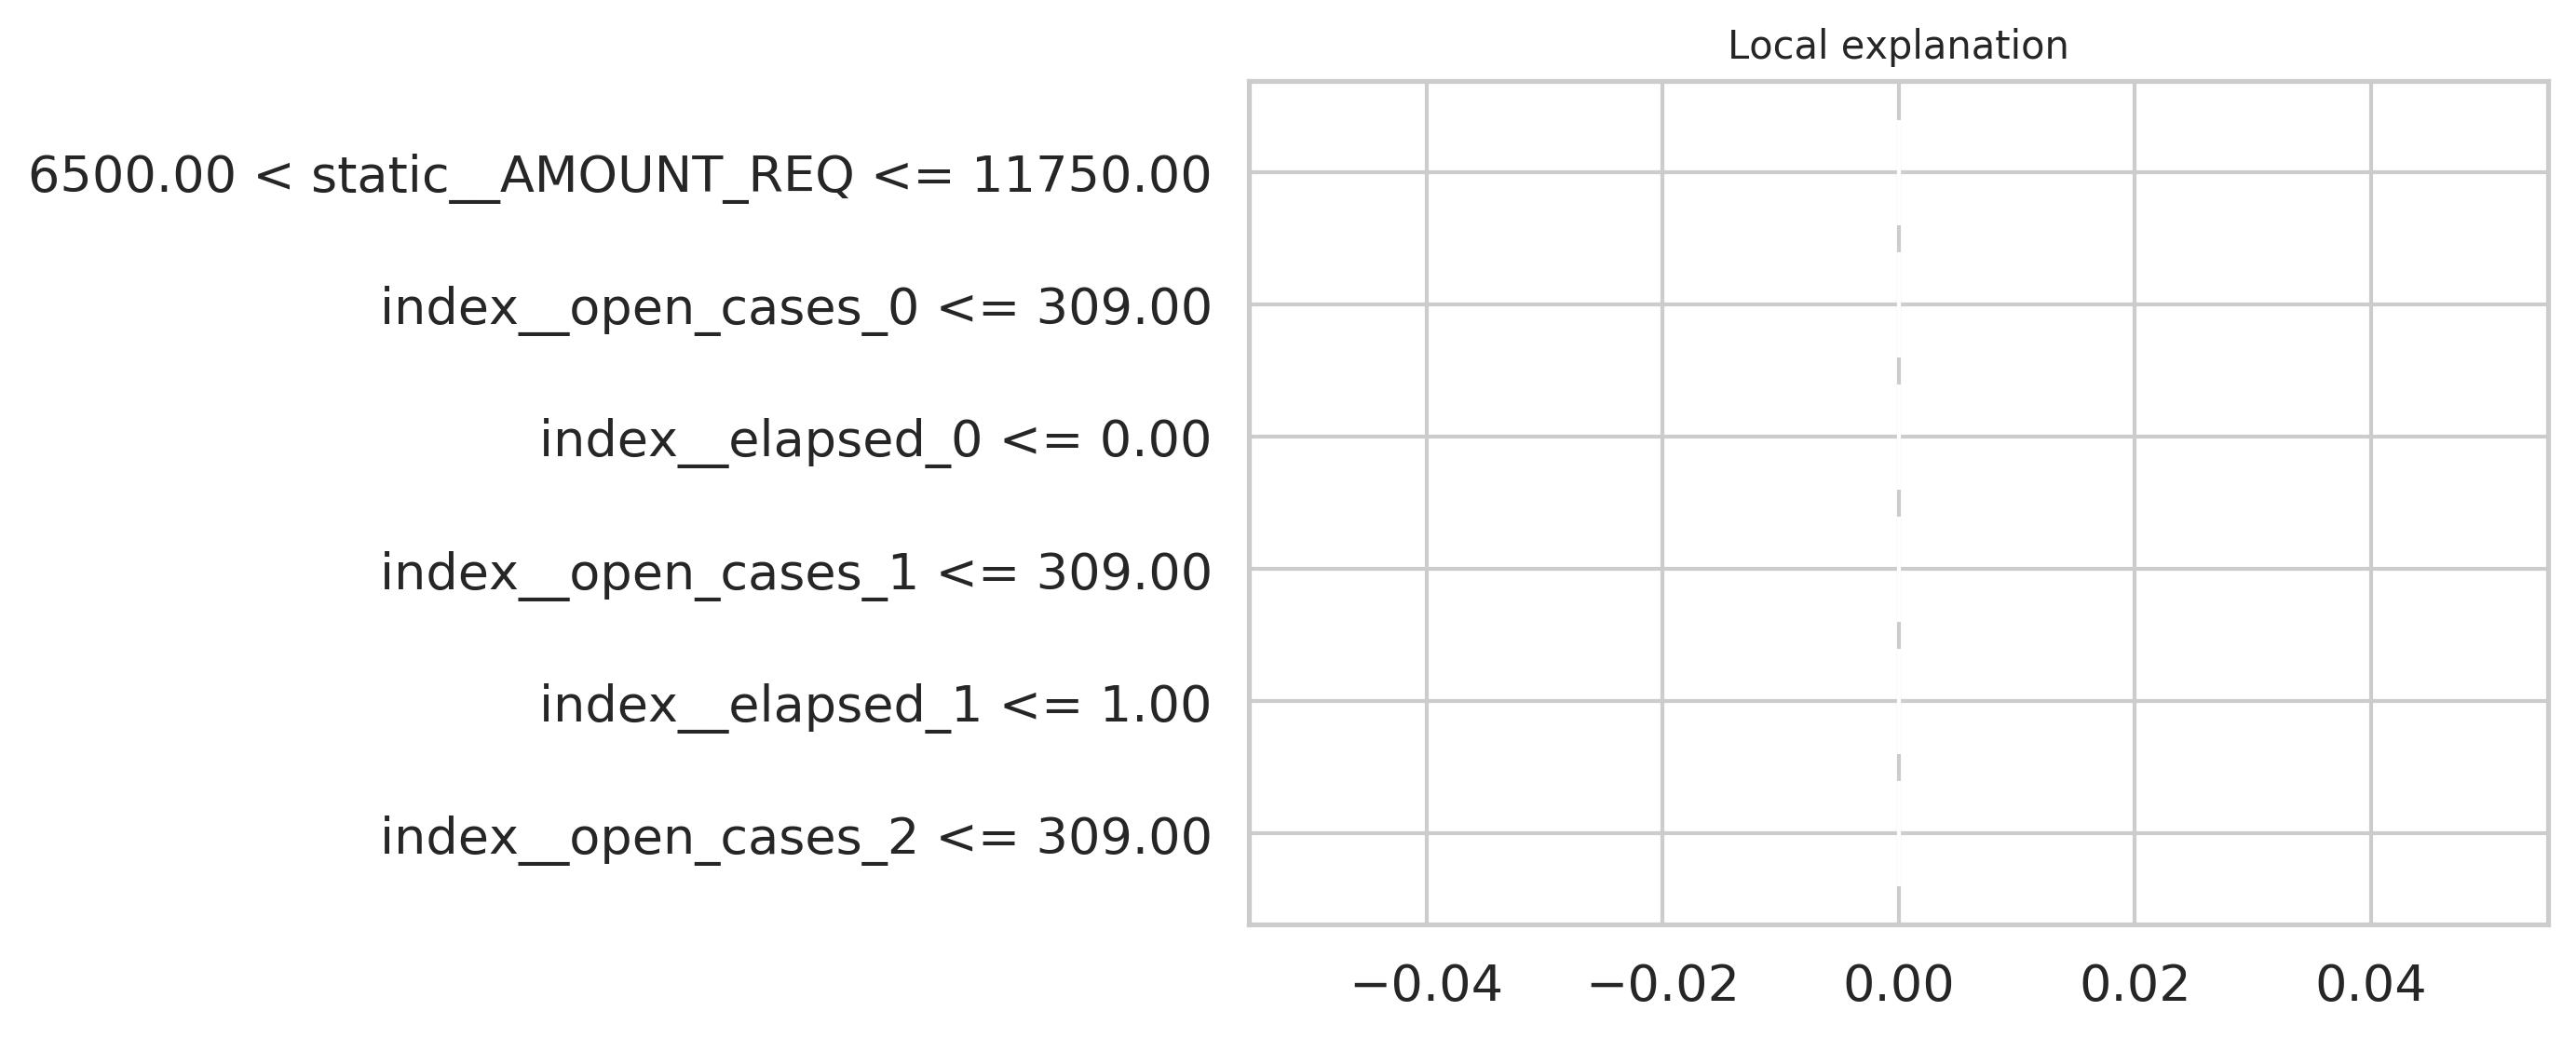 Local explanation
6500.00 < static__AMOUNT_REQ <= 11750.00
index__open_cases_0 <= 309.00
index__elapsed_0 <= 0.00
index__open_cases_1 <= 309.00
index__elapsed_1 <= 1.00
index__open_cases_2 <= 309.00
−0.04 −0.02 0.00 0.02 0.04